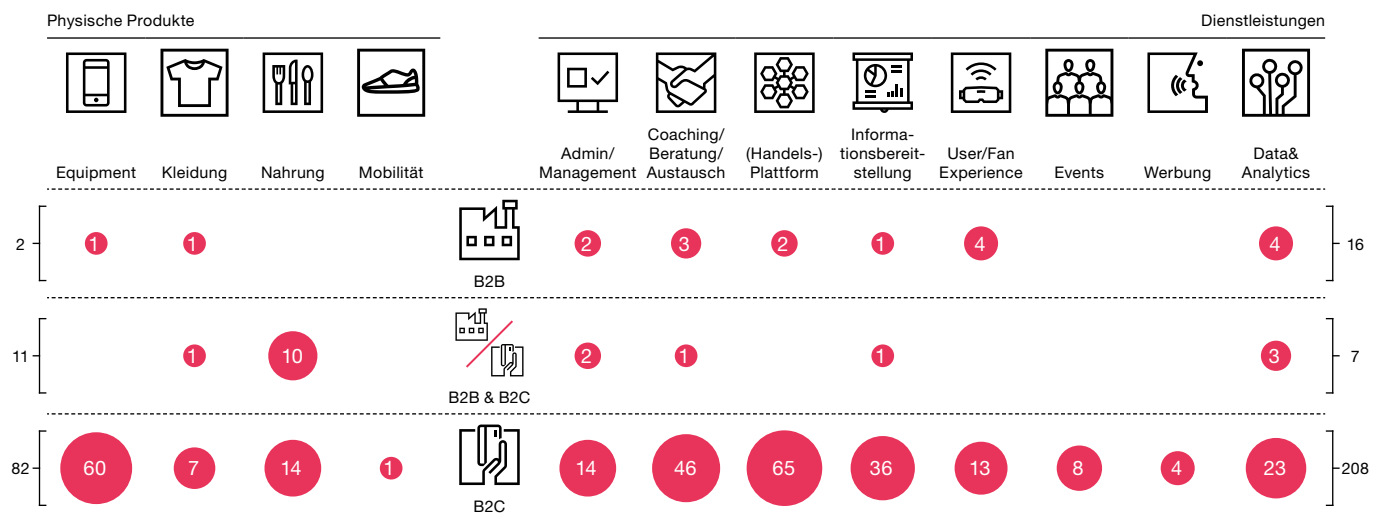 Physische Produkte
Dienstleistungen
Equipment
Kleidung
Nahrung
Mobilität
Admin/
Management
Coaching/
Beratung/
Austausch
(Handels-)
Plattform
Informa-
tionsbereit-
stellung
User/Fan
Experience
Events
Werbung
Data&
Analytics
2
1
1
B2B
2
3
2
1
4
4
16
11
1
10
B2B & B2C
2
1
1
3
7
82
60
7
14
1
B2C
14
46
65
36
13
8
4
23
208